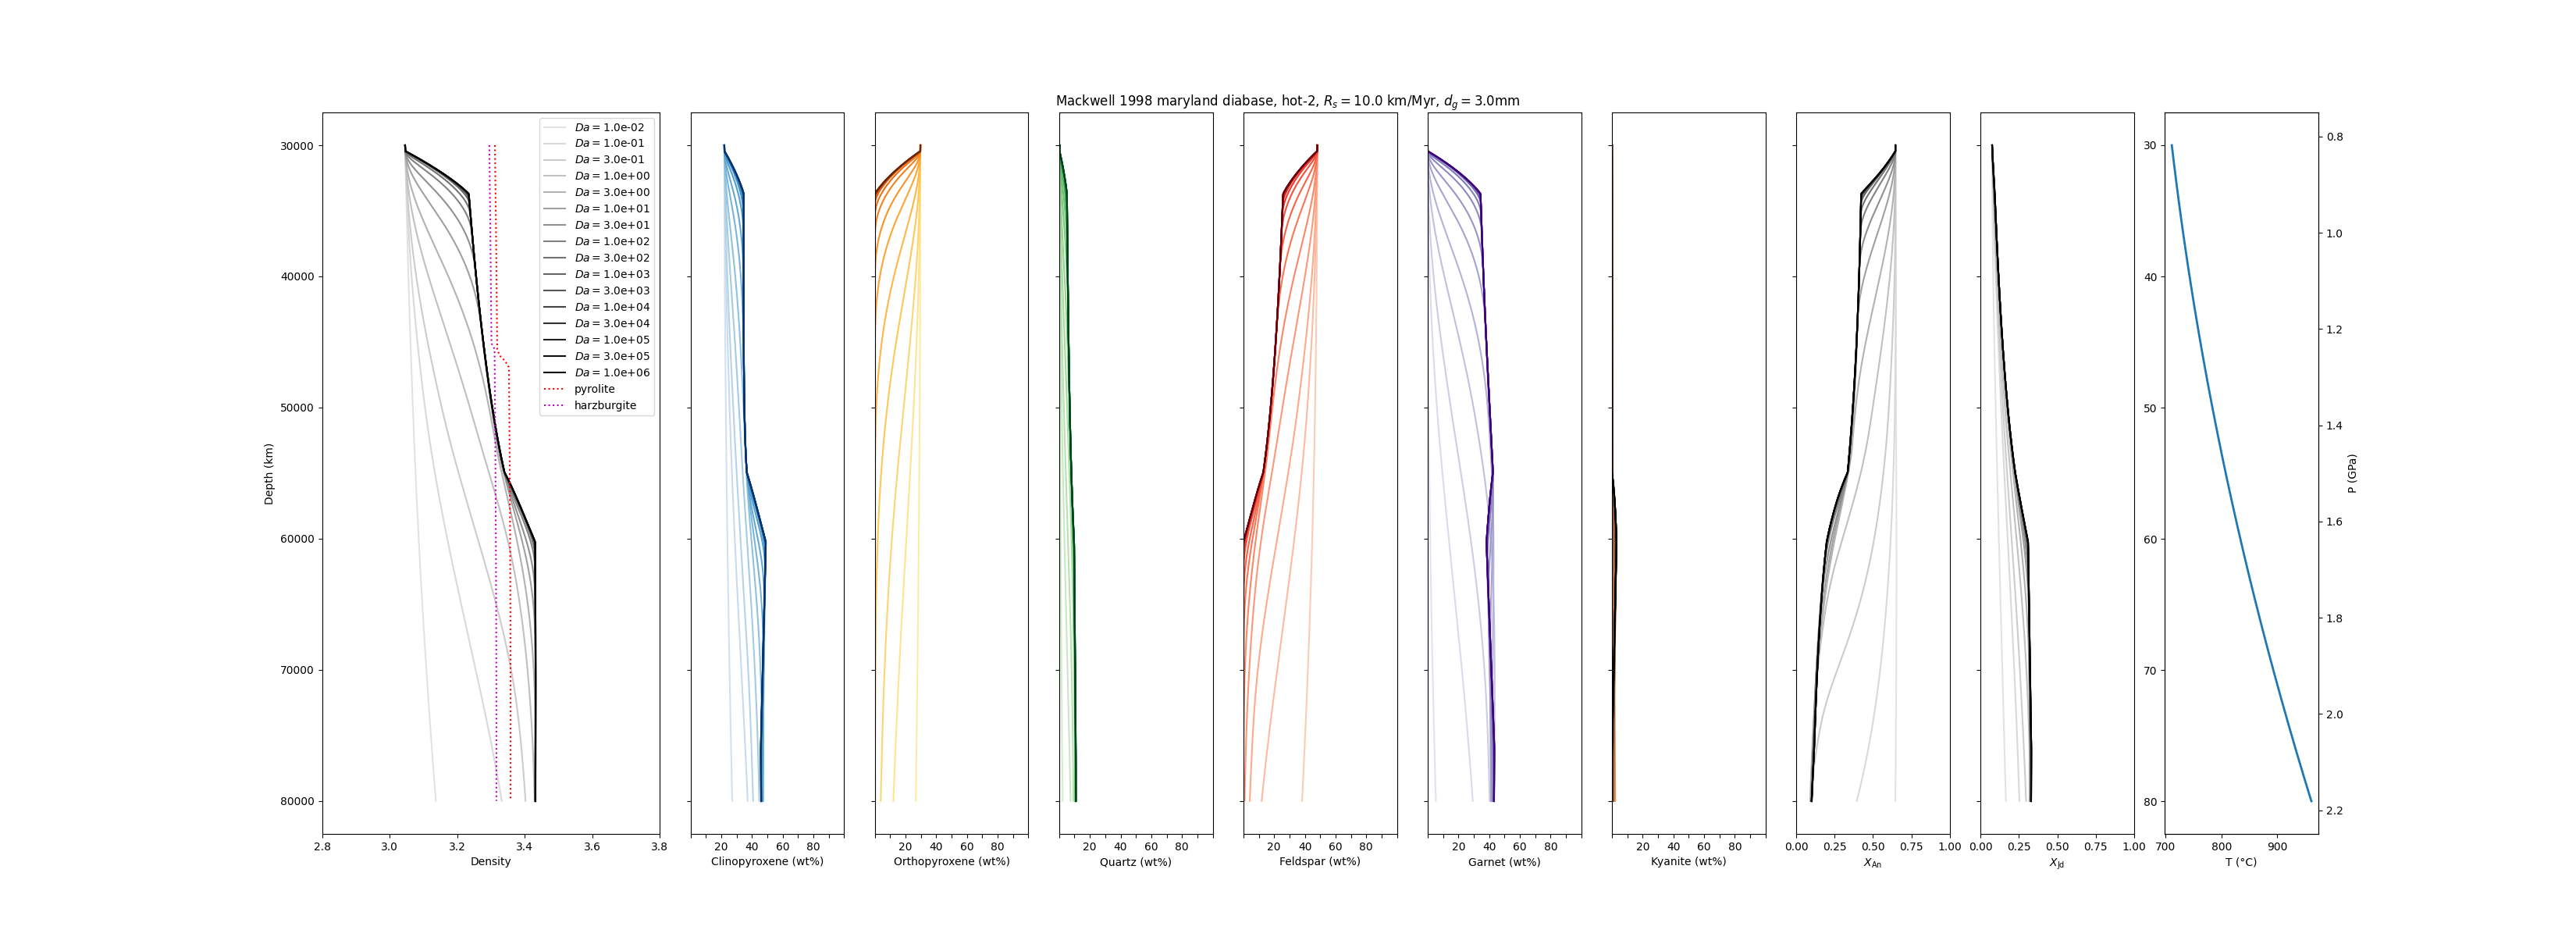 Mackwell 1998 maryland diabase, hot-2, Rs = 10.0 km/Myr, dg = 3.0mm
Da = 1.0e-02
Da = 1.0e-01
Da = 3.0e-01
Da = 1.0e+00
Da = 3.0e+00
Da = 1.0e+01
Da = 3.0e+01
Da = 1.0e+02
Da = 3.0e+02
Da = 1.0e+03
Da = 3.0e+03
Da = 1.0e+04
Da = 3.0e+04
Da = 1.0e+05
Da = 3.0e+05
Da = 1.0e+06
pyrolite
harzburgite
Depth (km)
30000
40000
50000
60000
70000
80000
2.8 3.0 3.2 3.4 3.6 3.8
Density
20 40 60 80
Clinopyroxene (wt%)
20 40 60 80
Orthopyroxene (wt%)
20 40 60 80
Quartz (wt%)
20 40 60 80
Feldspar (wt%)
20 40 60 80
Garnet (wt%)
20 40 60 80
Kyanite (wt%)
0.00 0.25 0.50 0.75 1.00
XAn
0.00 0.25 0.50 0.75 1.00
XJd
30
40
50
60
70
80
700 800 900
T (°C)
0.8
1.0
1.2
1.4
1.6
1.8
2.0
2.2
P (GPa)